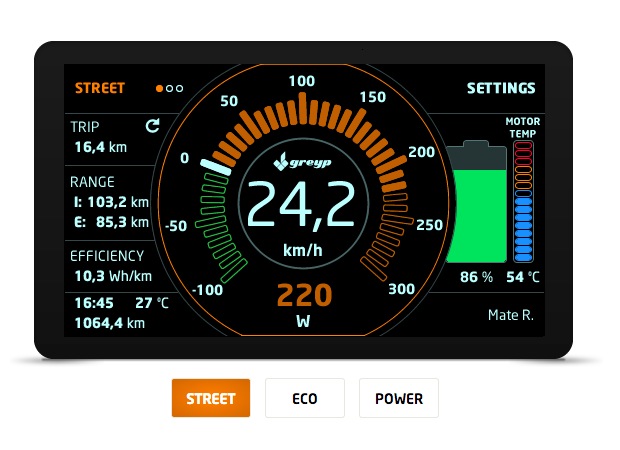 STREET
SETTINGS
TRIP
16,4 km
RANGE
I: 103,2 km
E: 85,3 km
EFFICIENCY
10,3 Wh/km
16:45 27 °C
1064,4 km
-100
-50
0
50
100
150
200
250
300
greyp
24,2
km/h
220
W
MOTOR
TEMP
86 % 54 °C
Mate R.
STREET ECO POWER